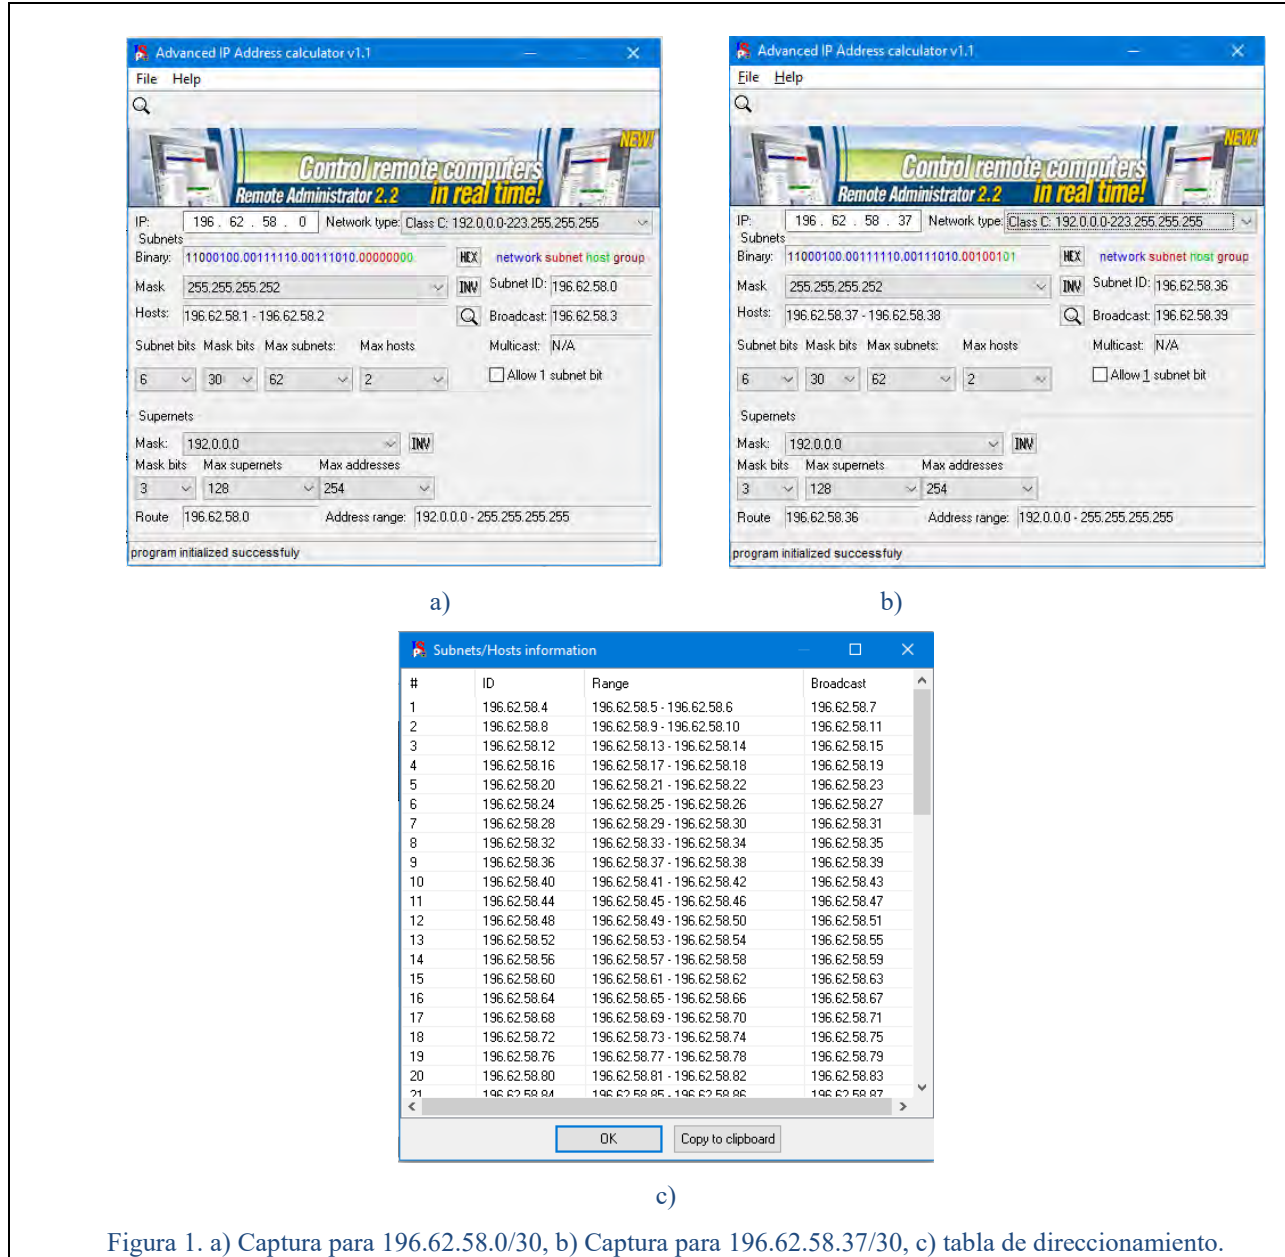 Advanced IP Address calculator v1.1
File Help
NEW!
Control remote computers
Remote Administrator 2.2 in real time!
IP: 196 . 62 . 58 . 0 Network type: Class C: 192.0.0.0-223.255.255.255
Subnets
Binary: 11000100.00111110.00111010.00000000 HEX network subnet host group
Mask 255.255.255.252 INV Subnet ID: 196.62.58.0
Hosts: 196.62.58.1 - 196.62.58.2 Broadcast: 196.62.58.3
Subnet bits Mask bits Max subnets: Max hosts Multicast: N/A
6 30 62 2 Allow 1 subnet bit
Supernets
Mask: 192.0.0.0 INV
Mask bits Max supernets Max addresses
3 128 254
Route 196.62.58.0 Address range: 192.0.0.0 - 255.255.255.255
program initialized successfuly
a)
Advanced IP Address calculator v1.1
File Help
NEW!
Control remote computers
Remote Administrator 2.2 in real time!
IP: 196 . 62 . 58 . 37 Network type: Class C: 192.0.0.0-223.255.255.255
Subnets
Binary: 11000100.00111110.00111010.00100101 HEX network subnet host group
Mask 255.255.255.252 INV Subnet ID: 196.62.58.36
Hosts: 196.62.58.37 - 196.62.58.38 Broadcast: 196.62.58.39
Subnet bits Mask bits Max subnets: Max hosts Multicast: N/A
6 30 62 2 Allow 1 subnet bit
Supernets
Mask: 192.0.0.0 INV
Mask bits Max supernets Max addresses
3 128 254
Route 196.62.58.36 Address range: 192.0.0.0 - 255.255.255.255
program initialized successfuly
b)
Subnets/Hosts information
# ID Range Broadcast
1 196.62.58.4 196.62.58.5 - 196.62.58.6 196.62.58.7
2 196.62.58.8 196.62.58.9 - 196.62.58.10 196.62.58.11
3 196.62.58.12 196.62.58.13 - 196.62.58.14 196.62.58.15
4 196.62.58.16 196.62.58.17 - 196.62.58.18 196.62.58.19
5 196.62.58.20 196.62.58.21 - 196.62.58.22 196.62.58.23
6 196.62.58.24 196.62.58.25 - 196.62.58.26 196.62.58.27
7 196.62.58.28 196.62.58.29 - 196.62.58.30 196.62.58.31
8 196.62.58.32 196.62.58.33 - 196.62.58.34 196.62.58.35
9 196.62.58.36 196.62.58.37 - 196.62.58.38 196.62.58.39
10 196.62.58.40 196.62.58.41 - 196.62.58.42 196.62.58.43
11 196.62.58.44 196.62.58.45 - 196.62.58.46 196.62.58.47
12 196.62.58.48 196.62.58.49 - 196.62.58.50 196.62.58.51
13 196.62.58.52 196.62.58.53 - 196.62.58.54 196.62.58.55
14 196.62.58.56 196.62.58.57 - 196.62.58.58 196.62.58.59
15 196.62.58.60 196.62.58.61 - 196.62.58.62 196.62.58.63
16 196.62.58.64 196.62.58.65 - 196.62.58.66 196.62.58.67
17 196.62.58.68 196.62.58.69 - 196.62.58.70 196.62.58.71
18 196.62.58.72 196.62.58.73 - 196.62.58.74 196.62.58.75
19 196.62.58.76 196.62.58.77 - 196.62.58.78 196.62.58.79
20 196.62.58.80 196.62.58.81 - 196.62.58.82 196.62.58.83
21 196.62.58.84 196.62.58.85 - 196.62.58.86 196.62.58.87
OK Copy to clipboard
c)
Figura 1. a) Captura para 196.62.58.0/30, b) Captura para 196.62.58.37/30, c) tabla de direccionamiento.